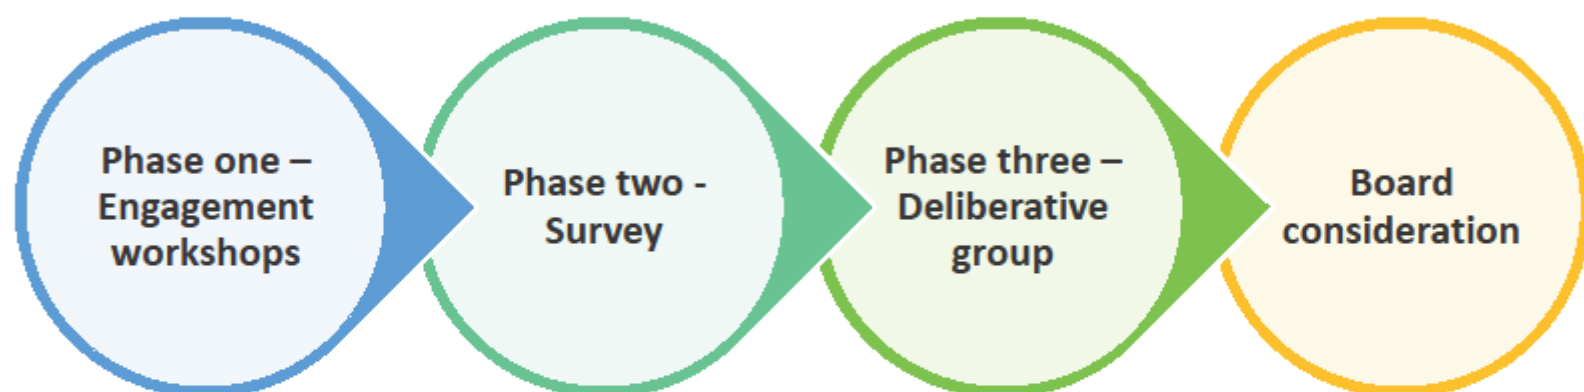 Phase one –
Engagement
workshops
Phase two -
Survey
Phase three –
Deliberative
group
Board
consideration